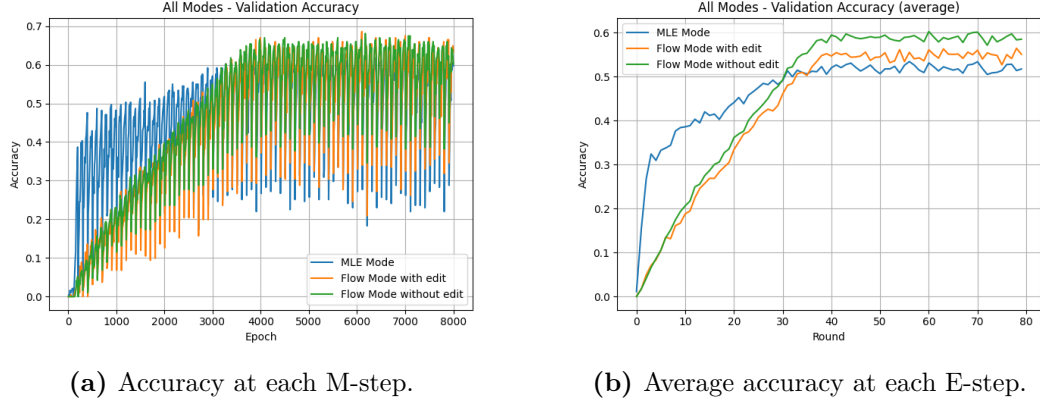 All Modes - Validation Accuracy
0.7
0.6
0.5
0.4
0.3
0.2
0.1
0.0
Accuracy
MLE Mode
Flow Mode with edit
Flow Mode without edit
0 1000 2000 3000 4000 5000 6000 7000 8000
Epoch
(a) Accuracy at each M-step.
All Modes - Validation Accuracy (average)
0.6
0.5
0.4
0.3
0.2
0.1
0.0
Accuracy
MLE Mode
Flow Mode with edit
Flow Mode without edit
0 10 20 30 40 50 60 70 80
Round
(b) Average accuracy at each E-step.